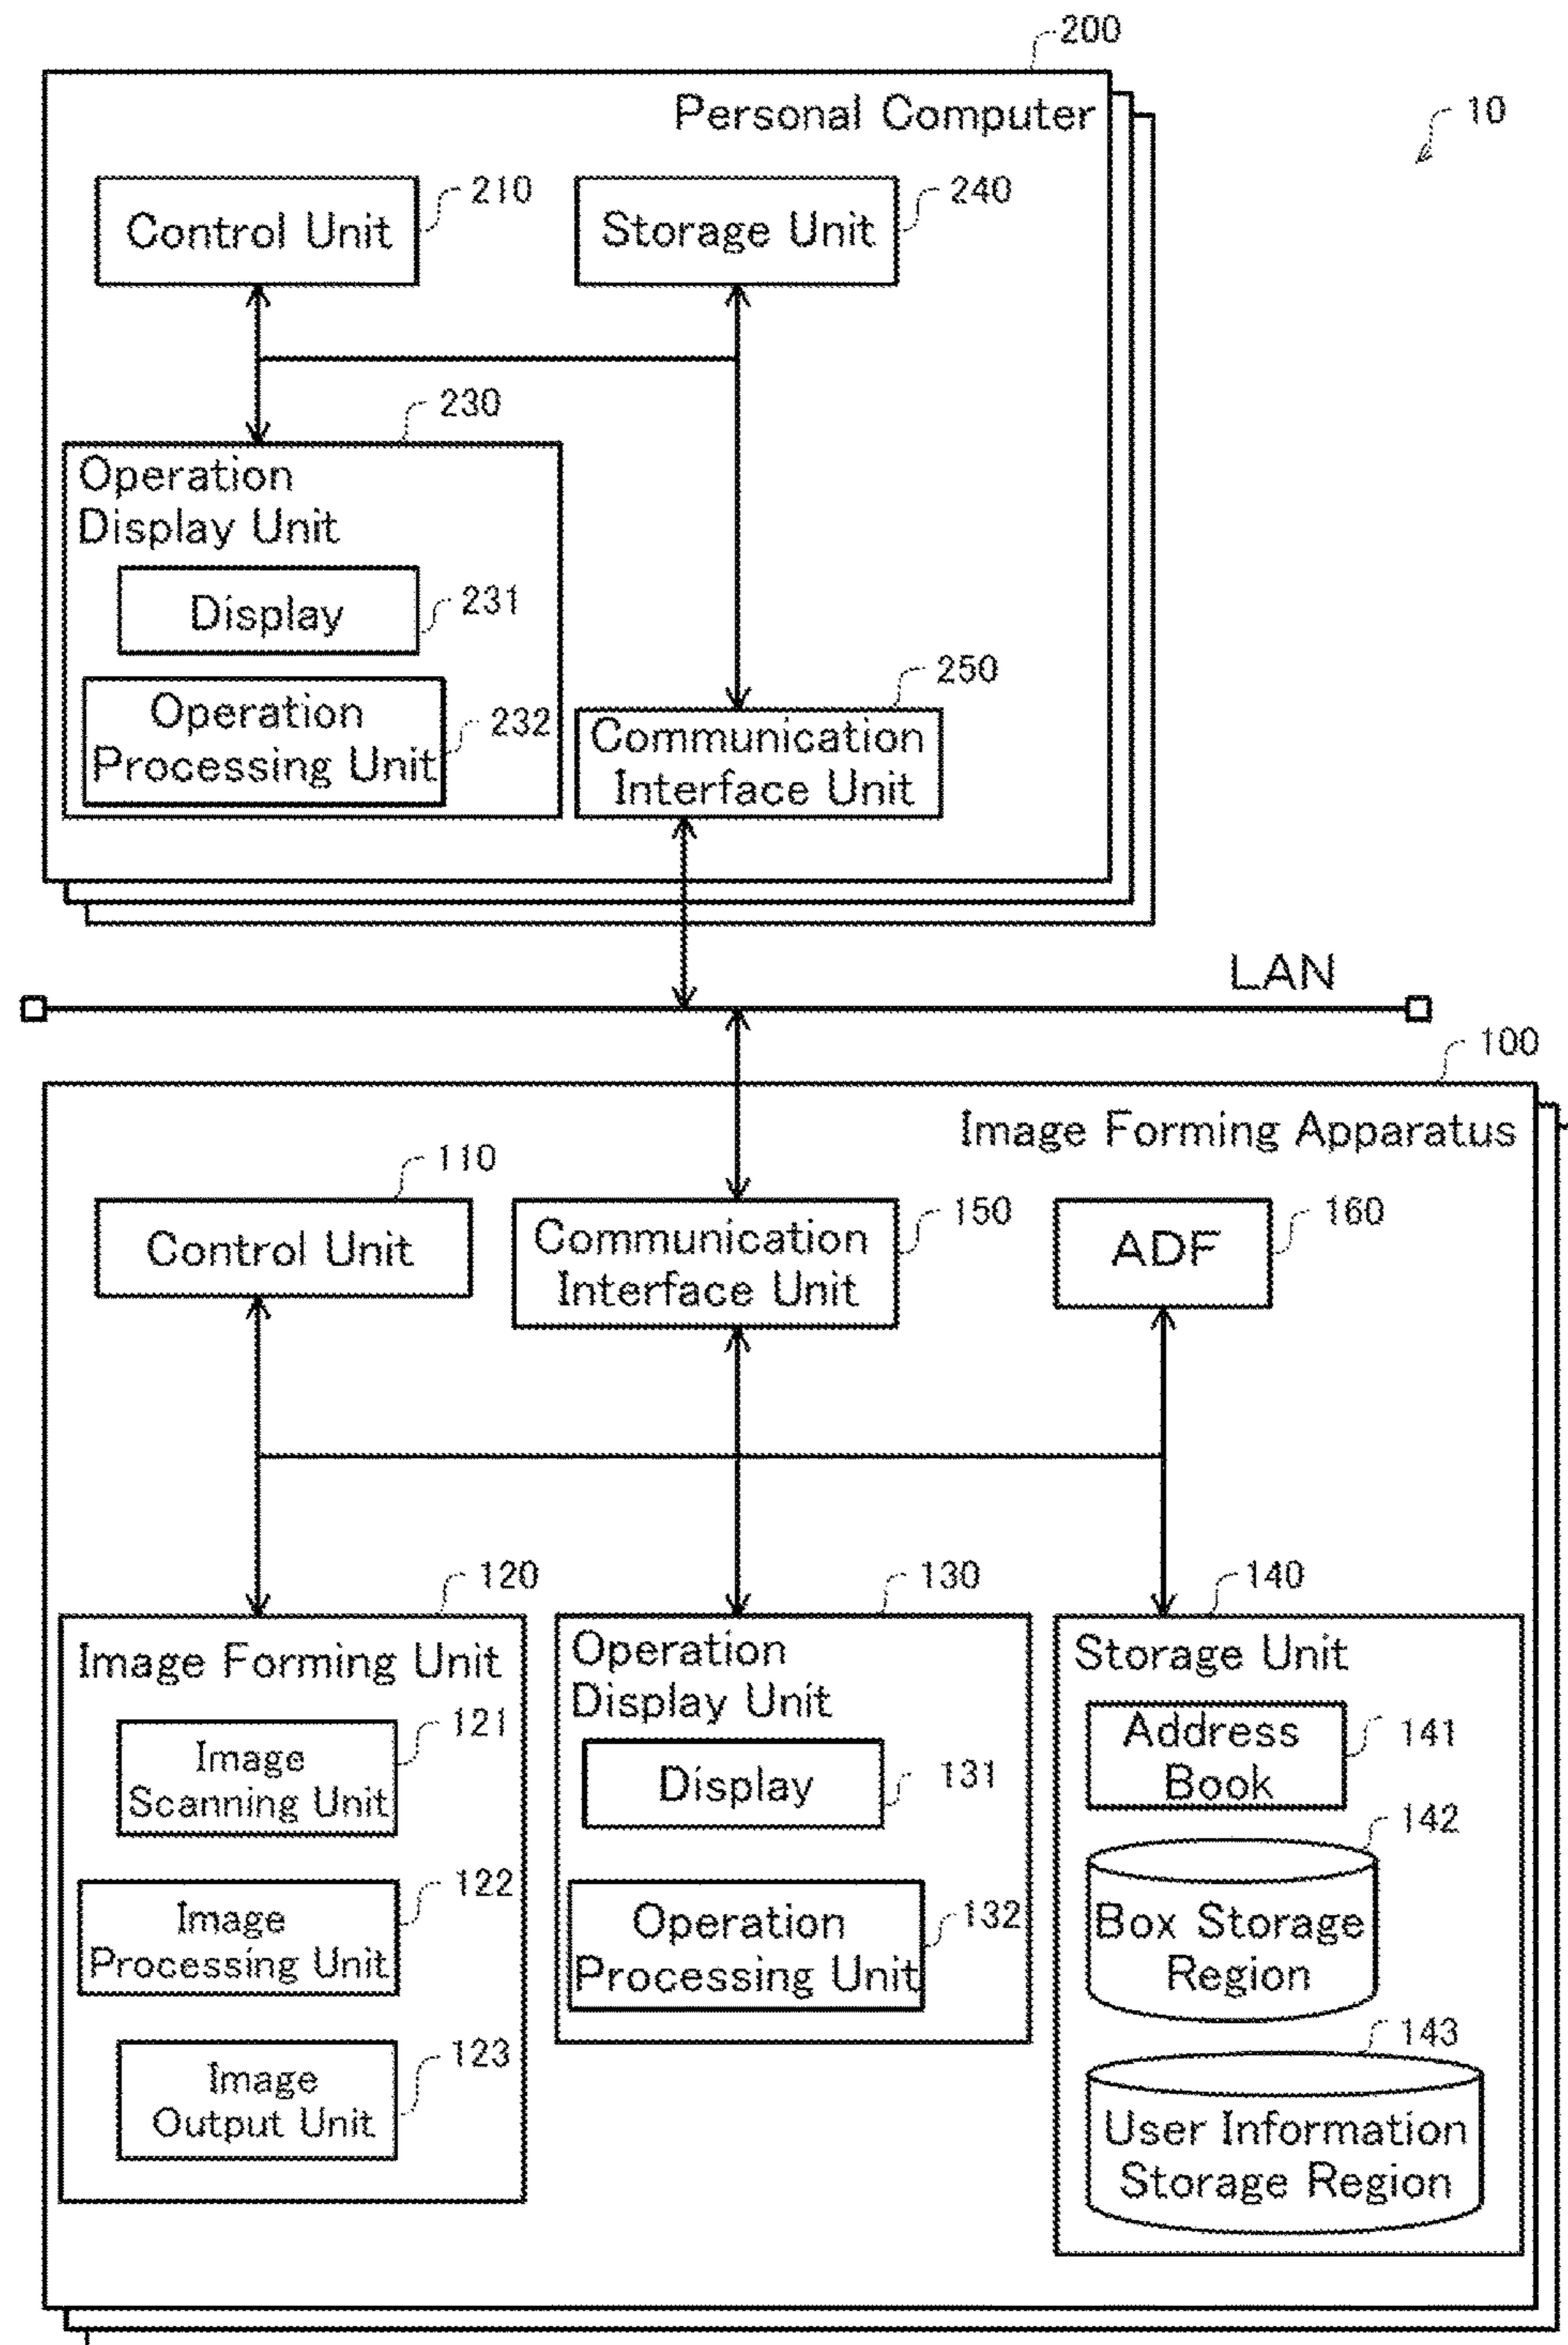 200
Personal Computer
10
210
240
Control Unit
Storage Unit
230
Operation
Display Unit
Display
231
250
Operation
Processing Unit
232
Communication
Interface Unit
LAN
100
Image Forming Apparatus
110
150
160
Control Unit
Communication
Interface Unit
ADF
120
130
140
Image Forming Unit
121
Image
Scanning Unit
122
Image
Processing Unit
123
Image
Output Unit
Operation
Display Unit
Display
131
Operation
Processing Unit
132
Storage Unit
Address
Book
141
142
Box Storage
Region
143
User Information
Storage Region